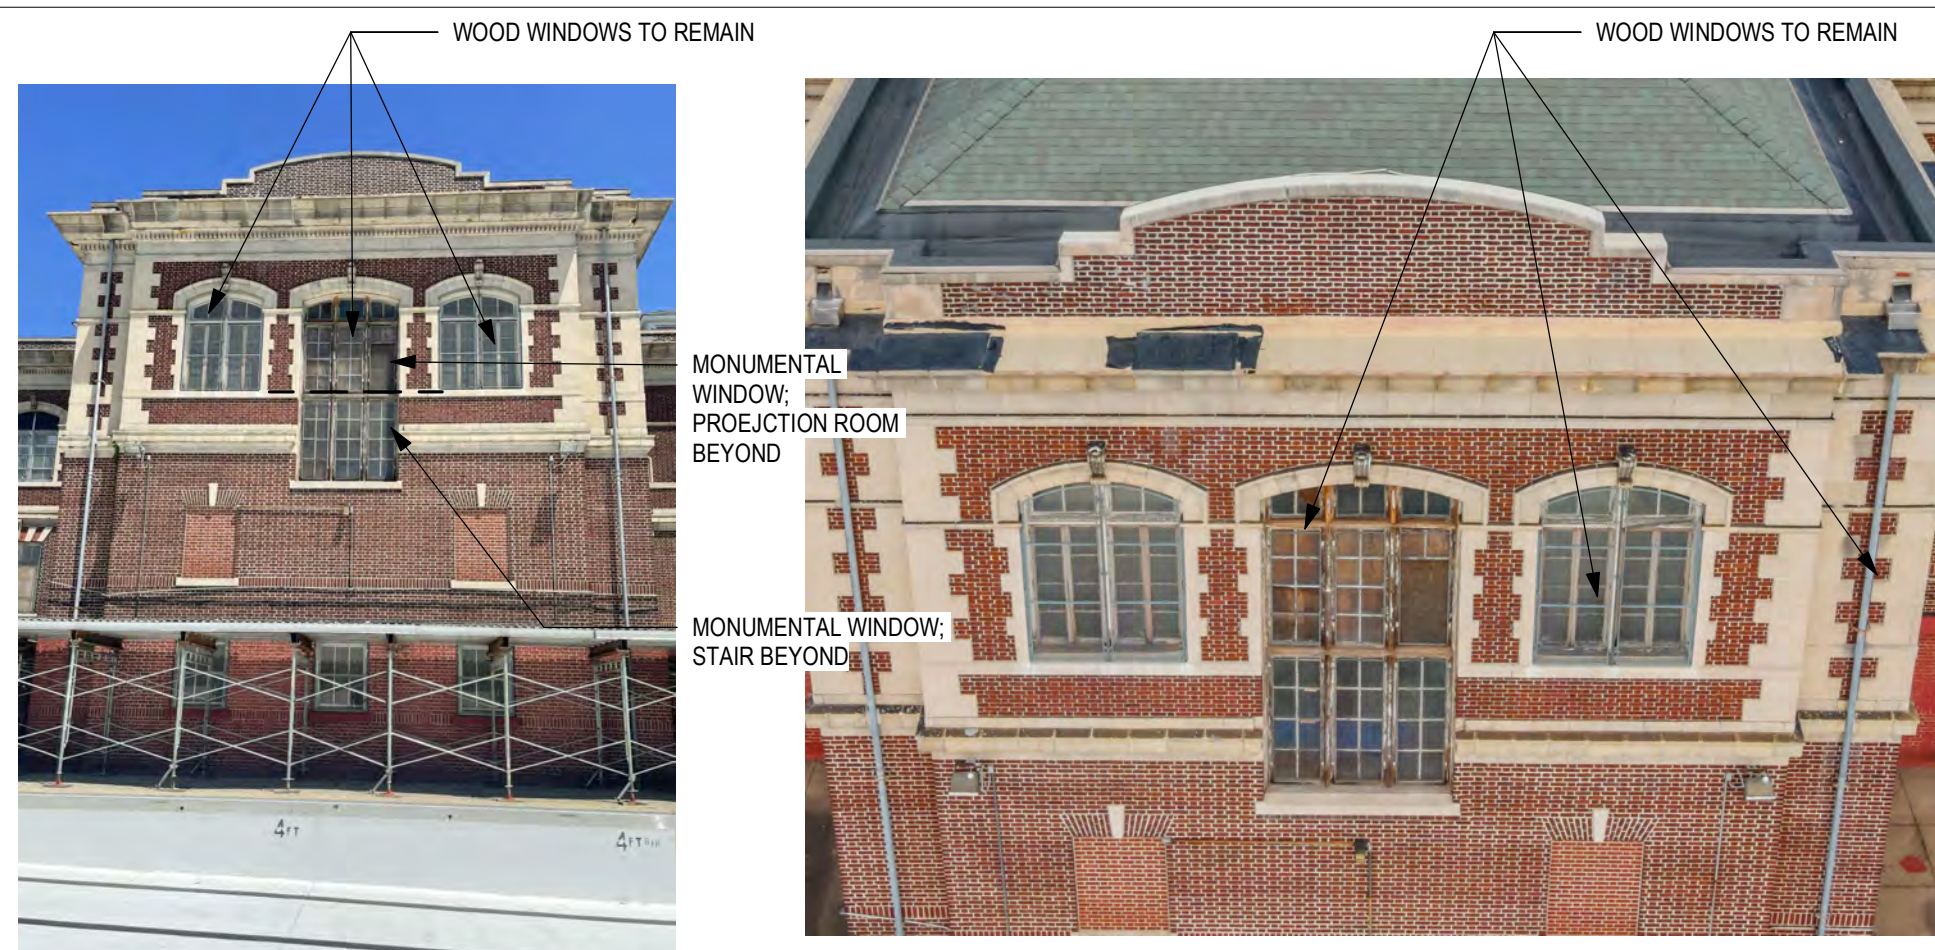 WOOD WINDOWS TO REMAIN
WOOD WINDOWS TO REMAIN
MONUMENTAL
WINDOW;
PROEJCTION ROOM
BEYOND
MONUMENTAL WINDOW;
STAIR BEYOND
4FT
4FT